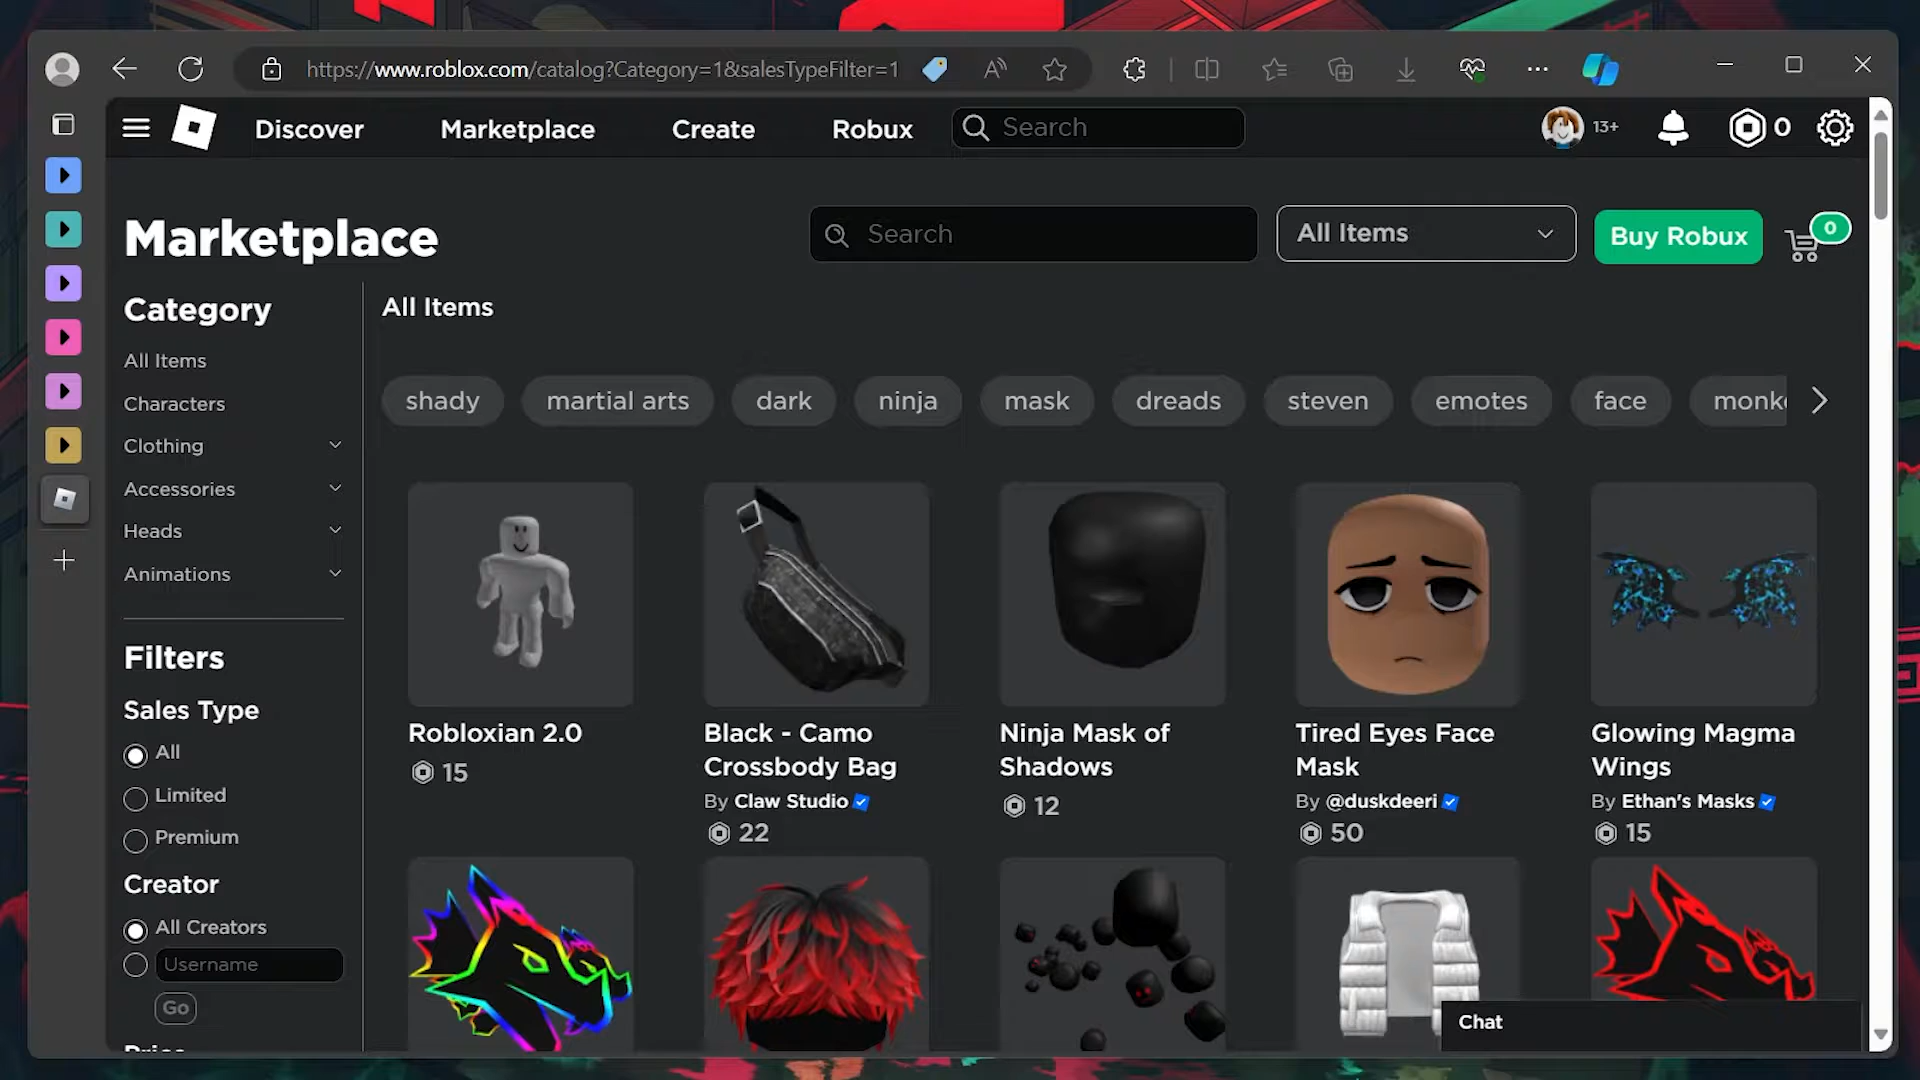 https://www.roblox.com/catalog?Category=1&salesTypeFilter=1
Discover
Marketplace
Create
Robux
Search
13+
0
Marketplace
Search
All Items
Buy Robux
0
Category
All Items
Characters
Clothing
Accessories
Heads
Animations
Filters
Sales Type
All
Limited
Premium
Creator
All Creators
Username
Go
All Items
shady
martial arts
dark
ninja
mask
dreads
steven
emotes
face
Robloxian 2.0
15
Black - Camo
Crossbody Bag
By Claw Studio
22
Ninja Mask of
Shadows
12
Tired Eyes Face
Mask
By @duskdeeri
50
Glowing Magma
Wings
By Ethan's Masks
15
Chat